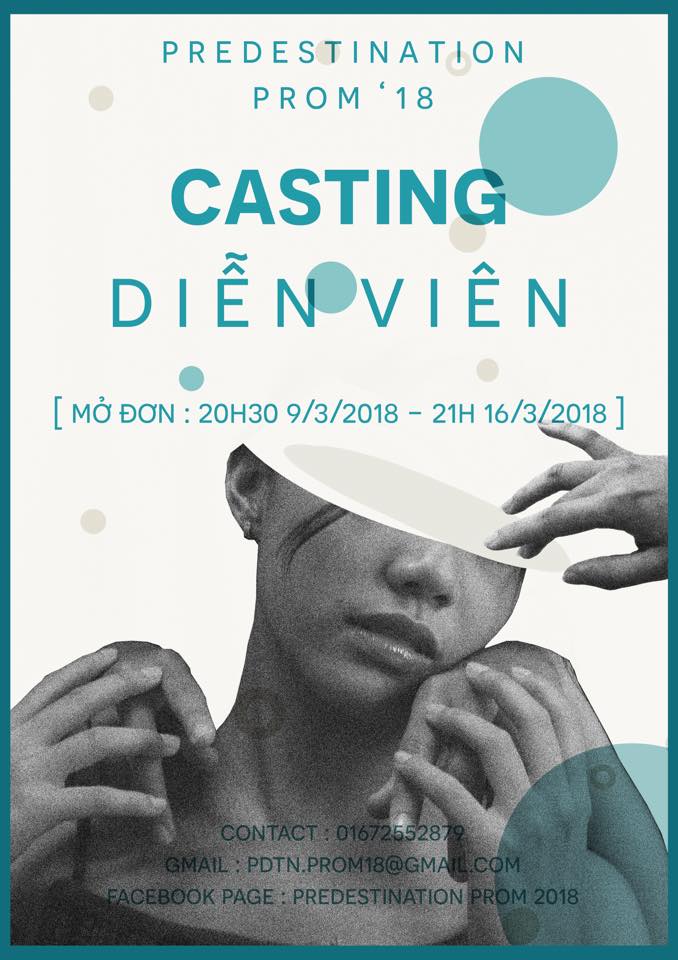 PREDESTINATION
PROM ‘18
CASTING
DIỄN VIÊN
[ MỞ ĐƠN : 20H30 9/3/2018 – 21H 16/3/2018 ]
CONTACT : 01672552879
GMAIL : PDTN.PROM18@GMAIL.COM
FACEBOOK PAGE : PREDESTINATION PROM 2018